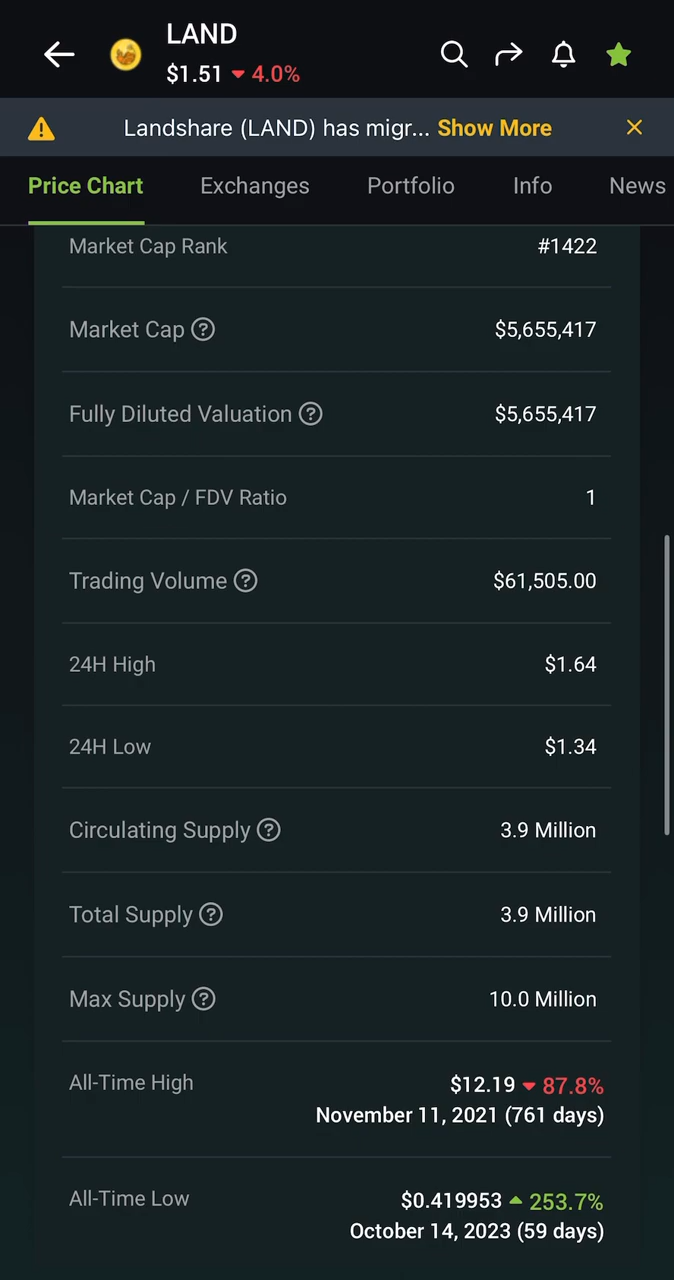 LAND
$1.51 ▼ 4.0%
Landshare (LAND) has migr... Show More
Price Chart Exchanges Portfolio Info News
Market Cap Rank #1422
Market Cap ? $5,655,417
Fully Diluted Valuation ? $5,655,417
Market Cap / FDV Ratio 1
Trading Volume ? $61,505.00
24H High $1.64
24H Low $1.34
Circulating Supply ? 3.9 Million
Total Supply ? 3.9 Million
Max Supply ? 10.0 Million
All-Time High $12.19 ▼ 87.8%
November 11, 2021 (761 days)
All-Time Low $0.419953 ▲ 253.7%
October 14, 2023 (59 days)